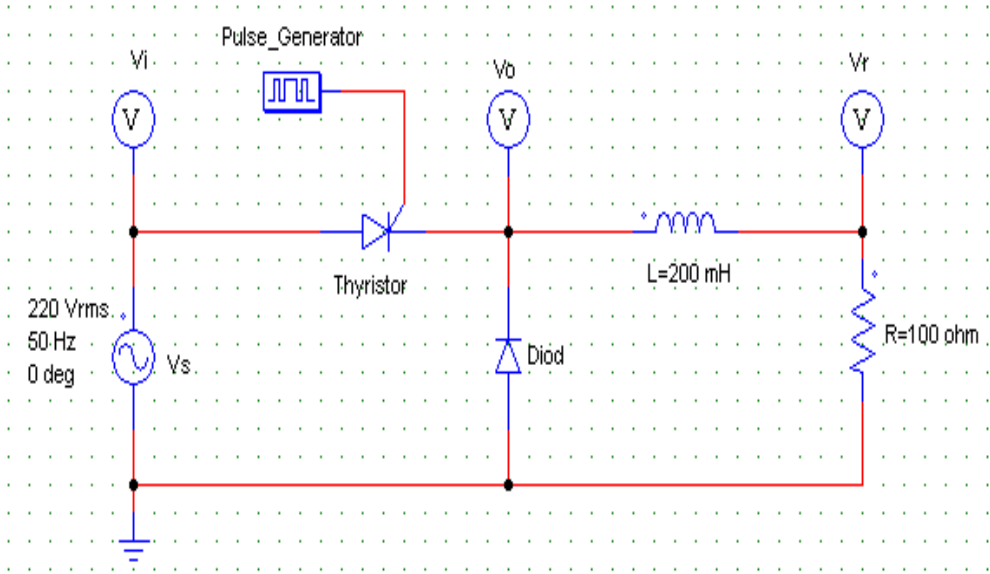 Pulse_Generator
Vi
Vo
Vr
V
V
V
Thyristor
L=200 mH
220 Vrms
50 Hz
0 deg
Vs
Diod
R=100 ohm